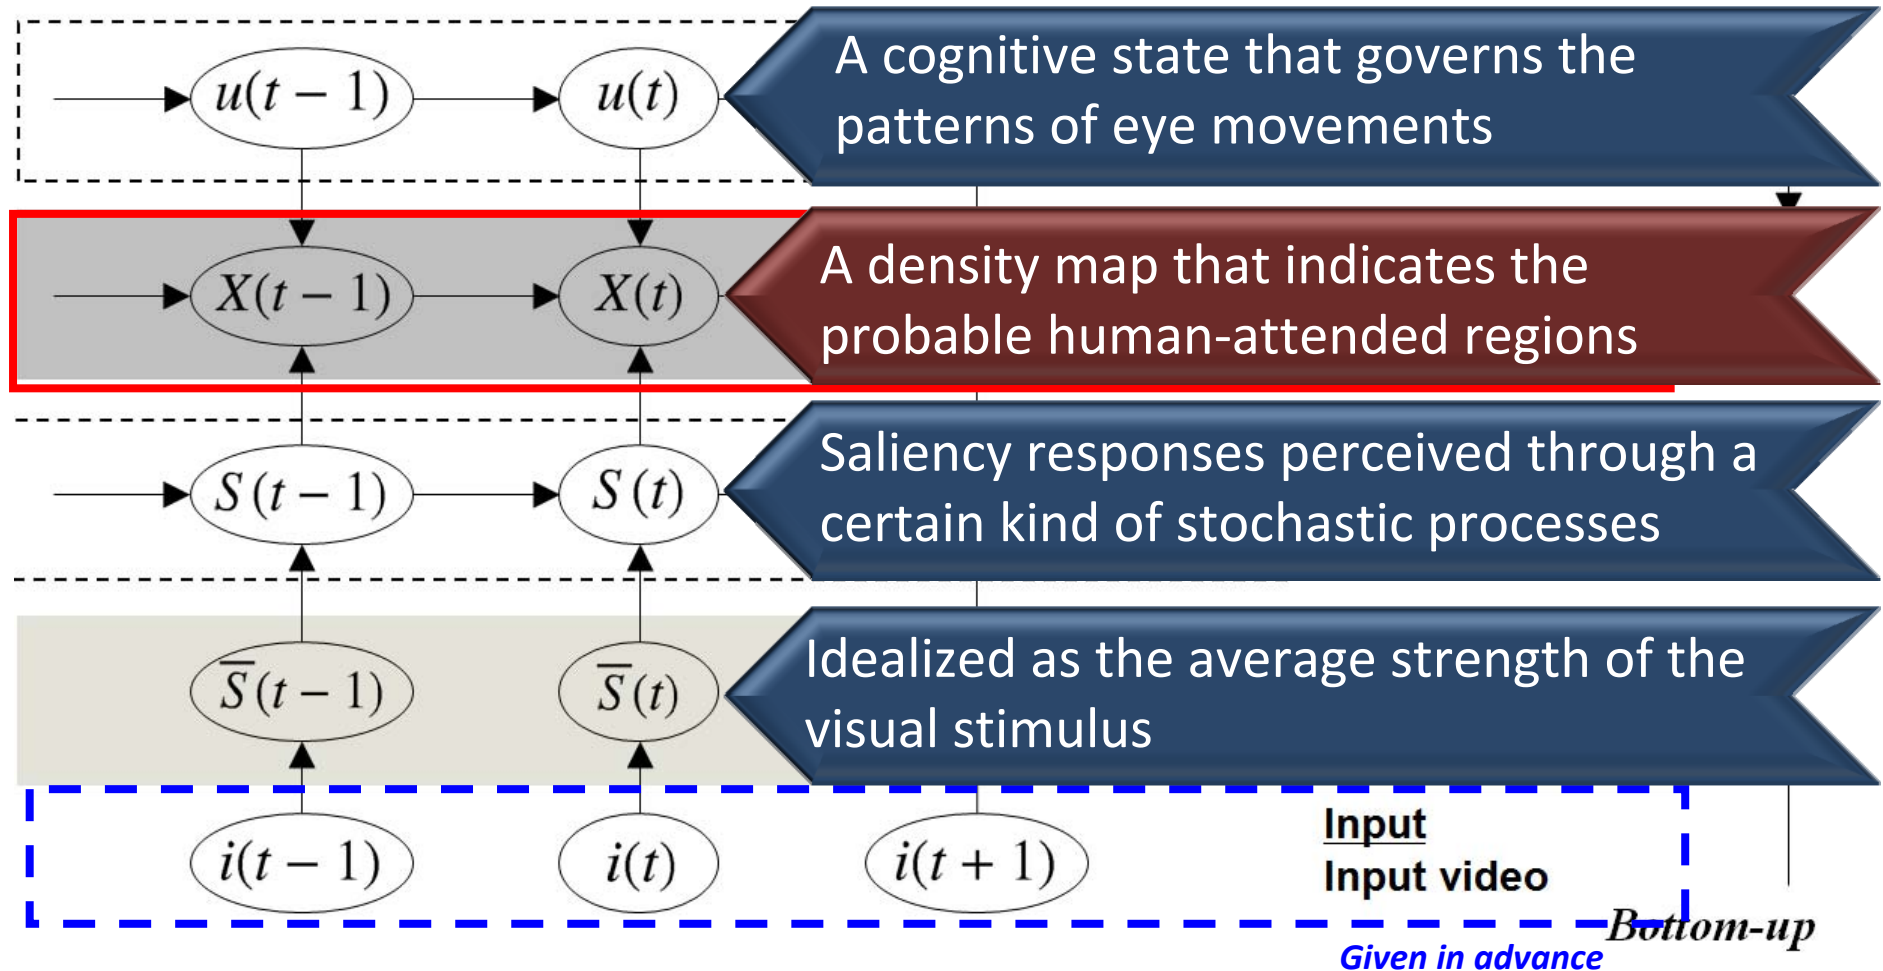 u(t − 1) u(t) A cognitive state that governs the
patterns of eye movements
X(t − 1) X(t) A density map that indicates the
probable human-attended regions
S(t − 1) S(t) Saliency responses perceived through a
certain kind of stochastic processes
S̅(t − 1) S̅(t) Idealized as the average strength of the
visual stimulus
i(t − 1) i(t) i(t + 1) Input
Input video
Bottom-up
Given in advance